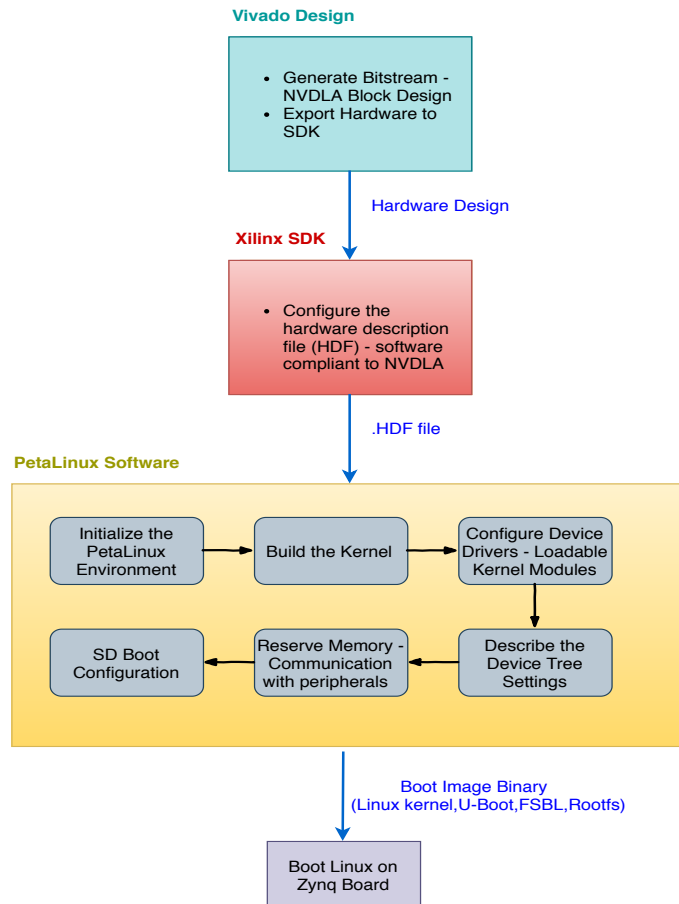 Vivado Design
• Generate Bitstream -
NVDLA Block Design
• Export Hardware to
SDK
Hardware Design
Xilinx SDK
• Configure the
hardware description
file (HDF) - software
compliant to NVDLA
.HDF file
PetaLinux Software
Initialize the
PetaLinux
Environment
Build the Kernel
Configure Device
Drivers - Loadable
Kernel Modules
Describe the
Device Tree
Settings
Reserve Memory -
Communication
with peripherals
SD Boot
Configuration
Boot Image Binary
(Linux kernel,U-Boot,FSBL,Rootfs)
Boot Linux on
Zynq Board